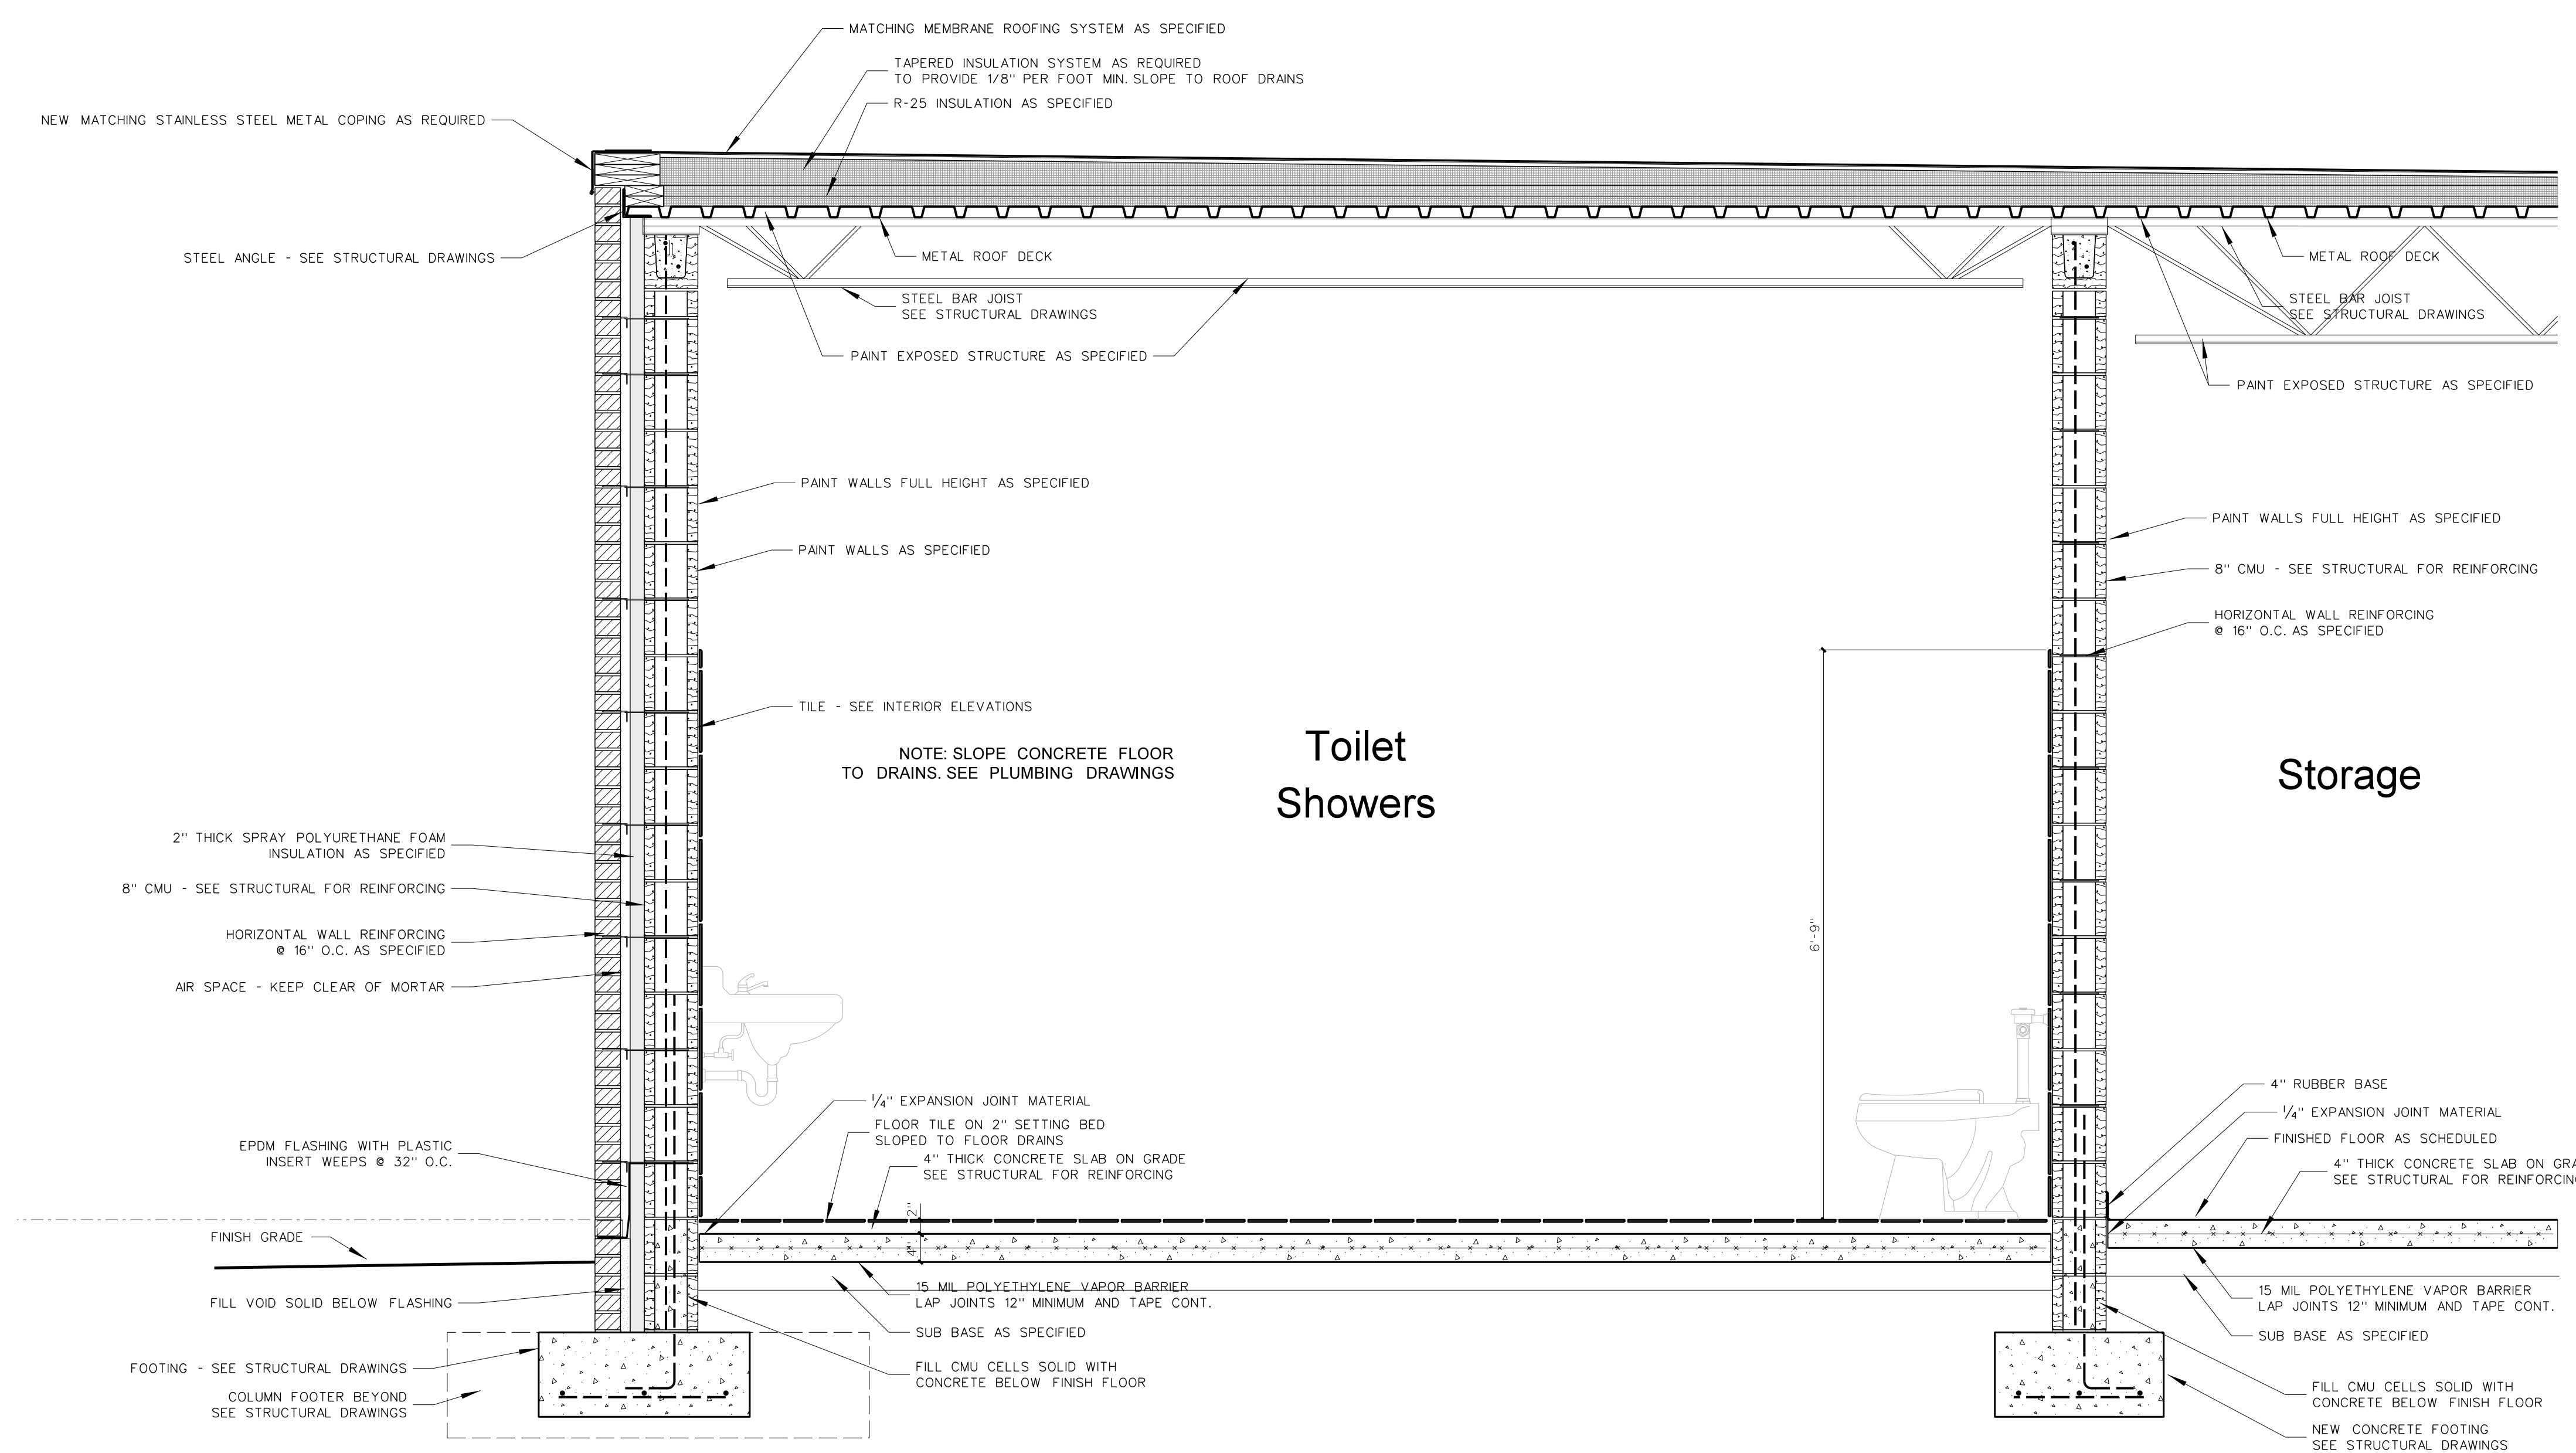 MATCHING MEMBRANE ROOFING SYSTEM AS SPECIFIED
TAPERED INSULATION SYSTEM AS REQUIRED
TO PROVIDE 1/8" PER FOOT MIN. SLOPE TO ROOF DRAINS
R-25 INSULATION AS SPECIFIED
NEW MATCHING STAINLESS STEEL METAL COPING AS REQUIRED
STEEL ANGLE - SEE STRUCTURAL DRAWINGS
METAL ROOF DECK
STEEL BAR JOIST
SEE STRUCTURAL DRAWINGS
PAINT EXPOSED STRUCTURE AS SPECIFIED
METAL ROOF DECK
STEEL BAR JOIST
SEE STRUCTURAL DRAWINGS
PAINT EXPOSED STRUCTURE AS SPECIFIED
PAINT WALLS FULL HEIGHT AS SPECIFIED
PAINT WALLS AS SPECIFIED
PAINT WALLS FULL HEIGHT AS SPECIFIED
8" CMU - SEE STRUCTURAL FOR REINFORCING
HORIZONTAL WALL REINFORCING
@ 16" O.C. AS SPECIFIED
TILE - SEE INTERIOR ELEVATIONS
NOTE: SLOPE CONCRETE FLOOR
TO DRAINS. SEE PLUMBING DRAWINGS
Toilet
Showers
Storage
2" THICK SPRAY POLYURETHANE FOAM
INSULATION AS SPECIFIED
8" CMU - SEE STRUCTURAL FOR REINFORCING
HORIZONTAL WALL REINFORCING
@ 16" O.C. AS SPECIFIED
AIR SPACE - KEEP CLEAR OF MORTAR
6'-9"
EPDM FLASHING WITH PLASTIC
INSERT WEEPS @ 32" O.C.
FINISH GRADE
FILL VOID SOLID BELOW FLASHING
FOOTING - SEE STRUCTURAL DRAWINGS
COLUMN FOOTER BEYOND
SEE STRUCTURAL DRAWINGS
1/4" EXPANSION JOINT MATERIAL
FLOOR TILE ON 2" SETTING BED
SLOPED TO FLOOR DRAINS
4" THICK CONCRETE SLAB ON GRADE
SEE STRUCTURAL FOR REINFORCING
2"
4"
15 MIL POLYETHYLENE VAPOR BARRIER
LAP JOINTS 12" MINIMUM AND TAPE CONT.
SUB BASE AS SPECIFIED
FILL CMU CELLS SOLID WITH
CONCRETE BELOW FINISH FLOOR
4" RUBBER BASE
1/4" EXPANSION JOINT MATERIAL
FINISHED FLOOR AS SCHEDULED
4" THICK CONCRETE SLAB ON GRA
SEE STRUCTURAL FOR REINFORCIN
15 MIL POLYETHYLENE VAPOR BARRIER
LAP JOINTS 12" MINIMUM AND TAPE CONT.
SUB BASE AS SPECIFIED
FILL CMU CELLS SOLID WITH
CONCRETE BELOW FINISH FLOOR
NEW CONCRETE FOOTING
SEE STRUCTURAL DRAWINGS